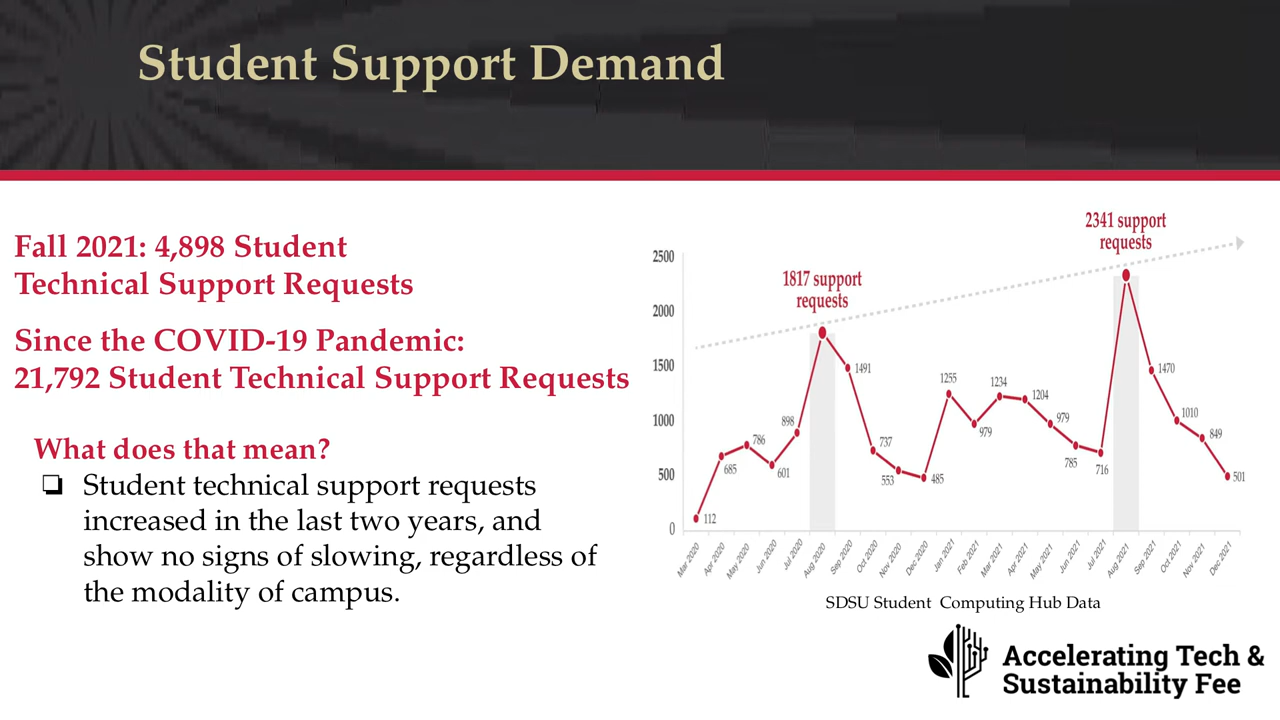 Student Support Demand
Fall 2021: 4,898 Student
Technical Support Requests
Since the COVID-19 Pandemic:
21,792 Student Technical Support Requests
What does that mean?
❏ Student technical support requests
increased in the last two years, and
show no signs of slowing, regardless of
the modality of campus.
2341 support
requests
1817 support
requests
2500
2000
1500
1000
500
0
112
685
786
601
898
1491
737
553
485
1255
979
1234
1204
979
785
716
1470
1010
849
501
Mar 2020
Apr 2020
May 2020
Jun 2020
Jul 2020
Aug 2020
Sep 2020
Oct 2020
Nov 2020
Dec 2020
Jan 2021
Feb 2021
Mar 2021
Apr 2021
May 2021
Jun 2021
Jul 2021
Aug 2021
Sep 2021
Oct 2021
Nov 2021
Dec 2021
SDSU Student Computing Hub Data
Accelerating Tech &
Sustainability Fee